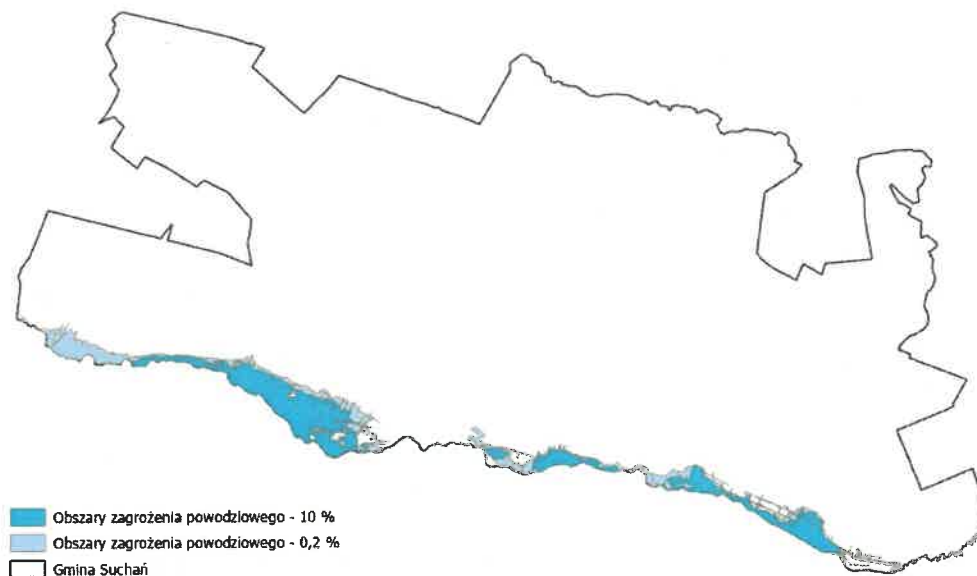 Obszary zagrożenia powodziowego - 10 %
Obszary zagrożenia powodziowego - 0,2 %
Gmina Suchań